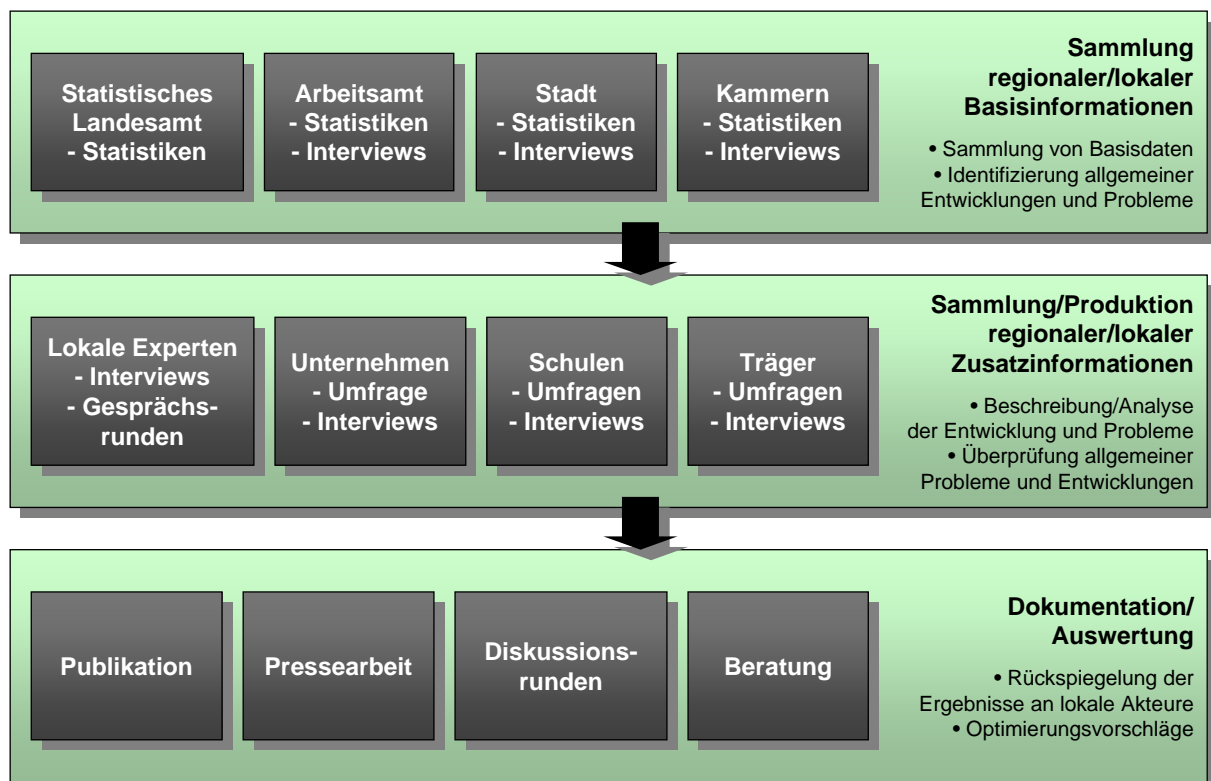 Statistisches
Landesamt
- Statistiken
Arbeitsamt
- Statistiken
- Interviews
Stadt
- Statistiken
- Interviews
Kammern
- Statistiken
- Interviews
Sammlung
regionaler/lokaler
Basisinformationen
• Sammlung von Basisdaten
• Identifizierung allgemeiner
Entwicklungen und Probleme
Lokale Experten
- Interviews
- Gesprächs-
runden
Unternehmen
- Umfrage
- Interviews
Schulen
- Umfragen
- Interviews
Träger
- Umfragen
- Interviews
Sammlung/Produktion
regionaler/lokaler
Zusatzinformationen
• Beschreibung/Analyse
der Entwicklung und Probleme
• Überprüfung allgemeiner
Probleme und Entwicklungen
Publikation
Pressearbeit
Diskussions-
runden
Beratung
Dokumentation/
Auswertung
• Rückspiegelung der
Ergebnisse an lokale Akteure
• Optimierungsvorschläge